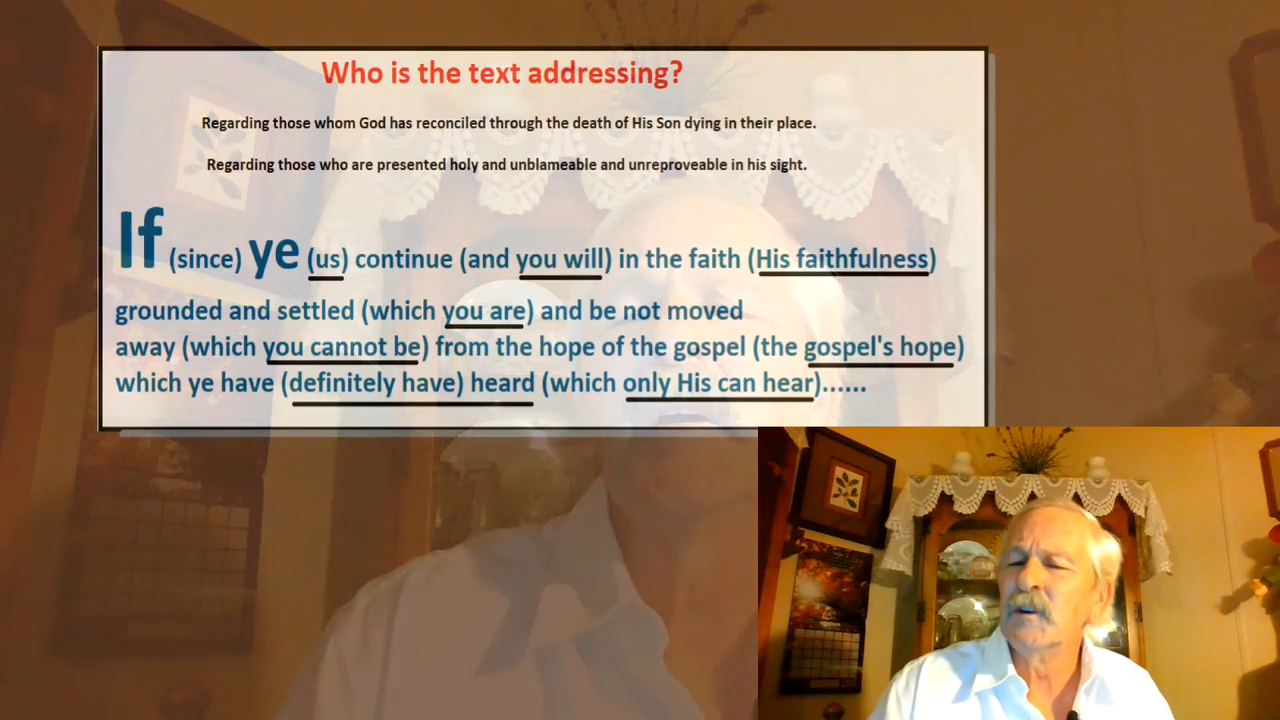 Who is the text addressing?
Regarding those whom God has reconciled through the death of His Son dying in their place.
Regarding those who are presented holy and unblameable and unreproveable in his sight.
If (since) ye (us) continue (and you will) in the faith (His faithfulness)
grounded and settled (which you are) and be not moved
away (which you cannot be) from the hope of the gospel (the gospel's hope)
which ye have (definitely have) heard (which only His can hear)......